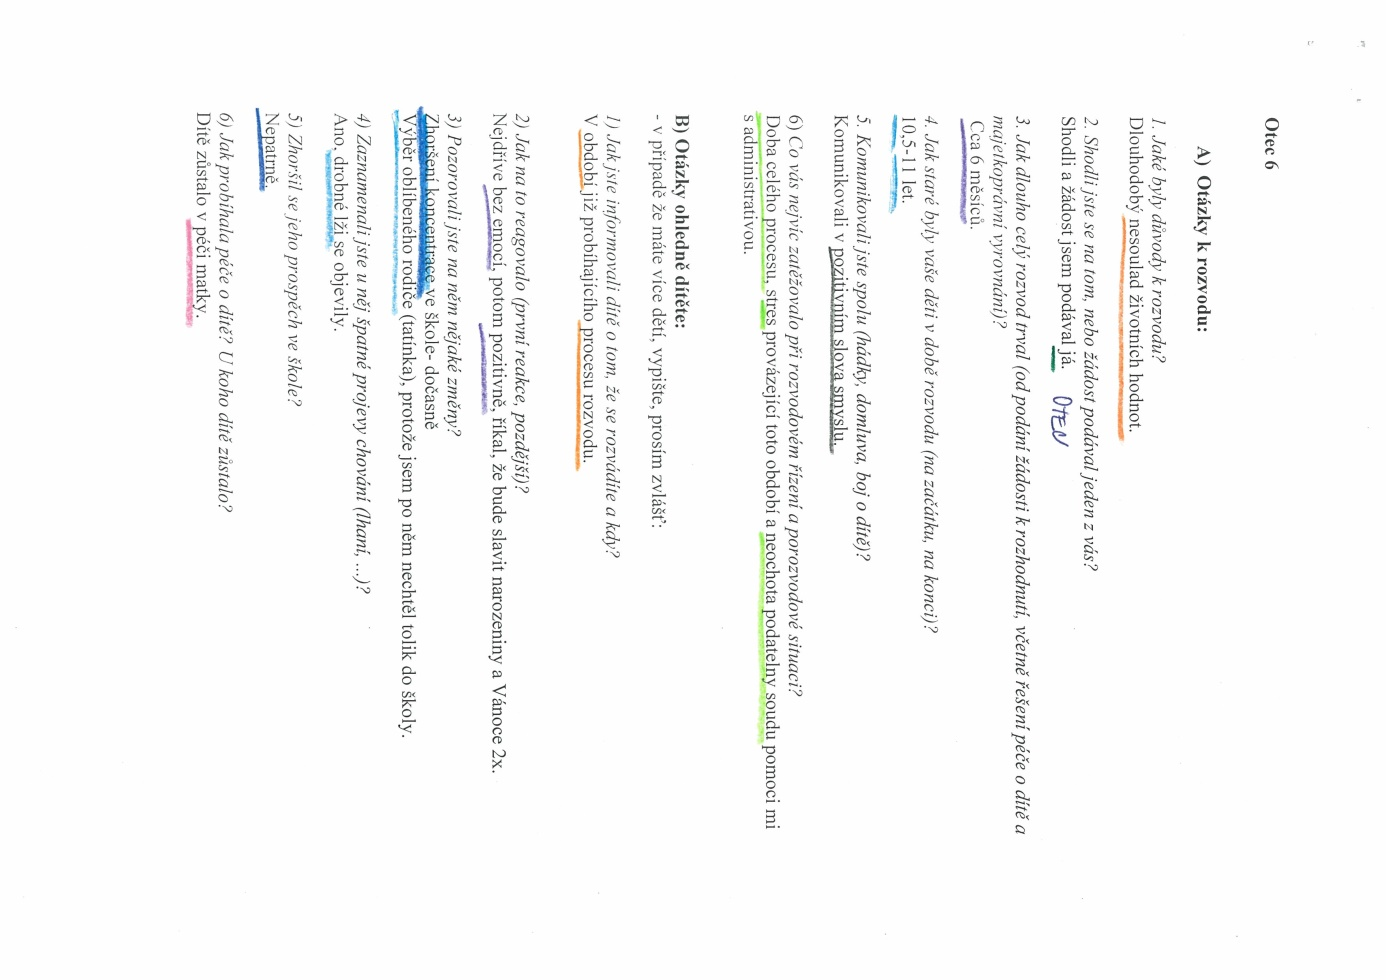 Otec 6
A) Otázky k rozvodu:
1. Jaké byly důvody k rozvodu?
Dlouhodobý nesoulad životních hodnot.
2. Shodli jste se na tom, nebo žádost podával jeden z vás?
Shodli a žádost jsem podával já. OTEC
3. Jak dlouho celý rozvod trval (od podání žádosti k rozhodnutí, včetně řešení péče o dítě a
majetkoprávní vyrovnání)?
Cca 6 měsíců.
4. Jak staré byly vaše děti v době rozvodu (na začátku, na konci)?
10,5-11 let.
5. Komunikovali jste spolu (hádky, domluva, boj o dítě)?
Komunikovali v pozitivním slova smyslu.
6) Co vás nejvíc zatěžovalo při rozvodovém řízení a porozvodové situaci?
Doba celého procesu, stres provázející toto období a neochota podatelny soudu pomoci mi
s administrativou.
B) Otázky ohledně dítěte:
- v případě že máte více dětí, vypište, prosím zvlášť:
1) Jak jste informovali dítě o tom, že se rozvádíte a kdy?
V období již probíhajícího procesu rozvodu.
2) Jak na to reagovalo (první reakce, pozdější)?
Nejdříve bez emocí, potom pozitivně, říkal, že bude slavit narozeniny a Vánoce 2x.
3) Pozorovali jste na něm nějaké změny?
Zhoršení koncentrace ve škole- dočasně
Výběr oblíbeného rodiče (tatínka), protože jsem po něm nechtěl tolik do školy.
4) Zaznamenali jste u něj špatné projevy chování (lhaní, ...)?
Ano, drobné lži se objevily.
5) Zhoršil se jeho prospěch ve škole?
Nepatrně.
6) Jak probíhala péče o dítě? U koho dítě zůstalo?
Dítě zůstalo v péči matky.